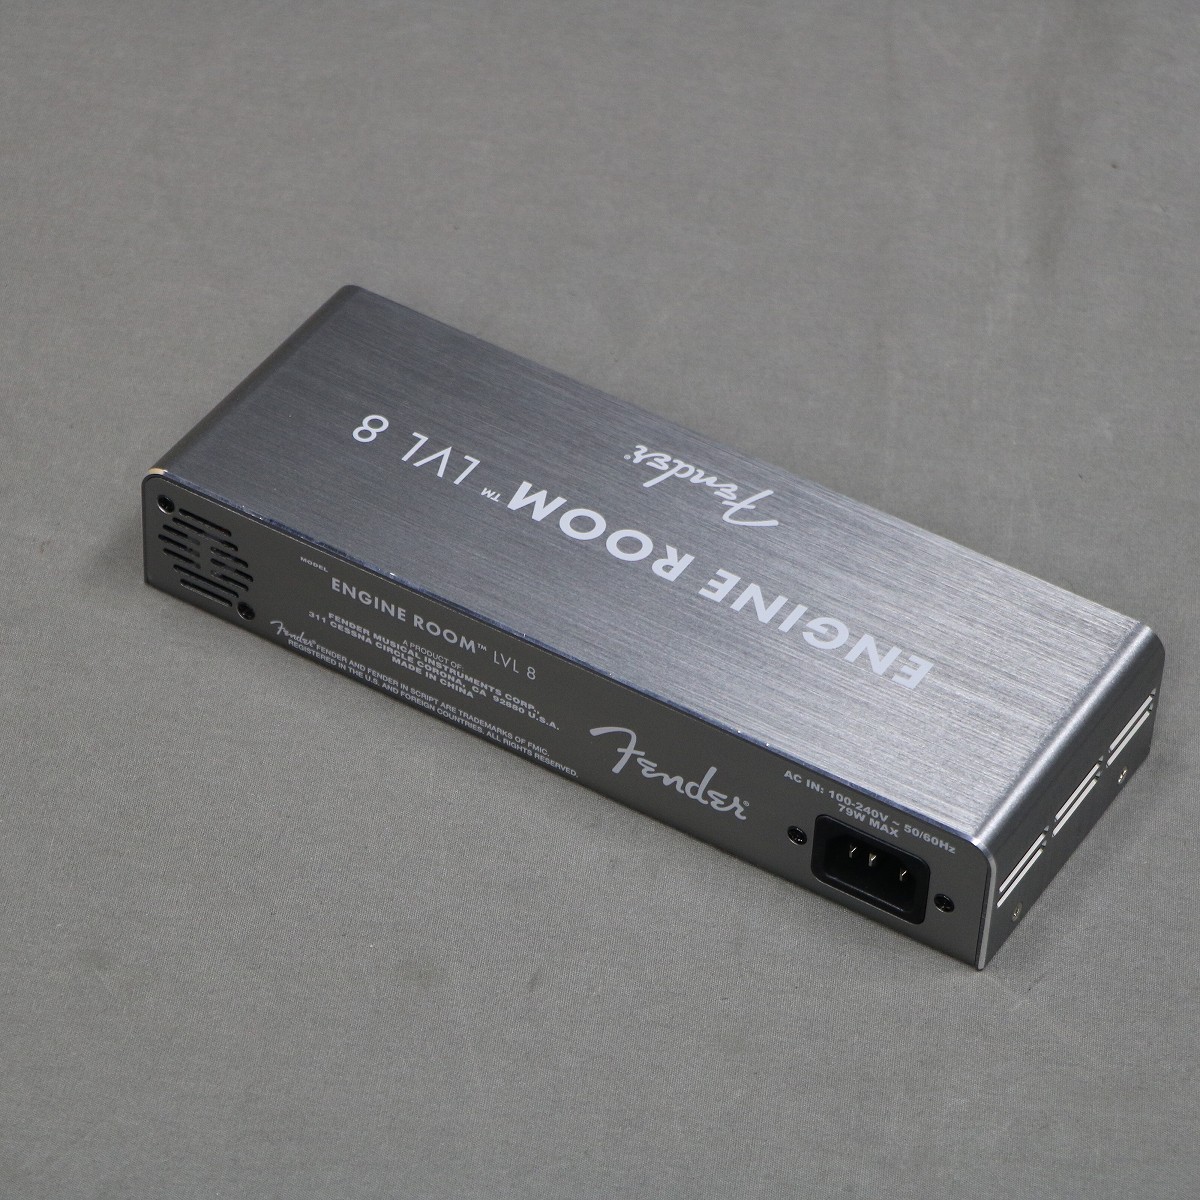 Fender
ENGINE ROOM™ LVL 8
MODEL
ENGINE ROOM™ LVL 8
A PRODUCT OF:
FENDER MUSICAL INSTRUMENTS CORP.,
311 CESSNA CIRCLE CORONA, CA 92880 U.S.A.
MADE IN CHINA
Fender® FENDER AND FENDER IN SCRIPT ARE TRADEMARKS OF FMIC,
REGISTERED IN THE U.S. AND FOREIGN COUNTRIES. ALL RIGHTS RESERVED.
Fender®
AC IN: 100-240V ~ 50/60Hz
79W MAX